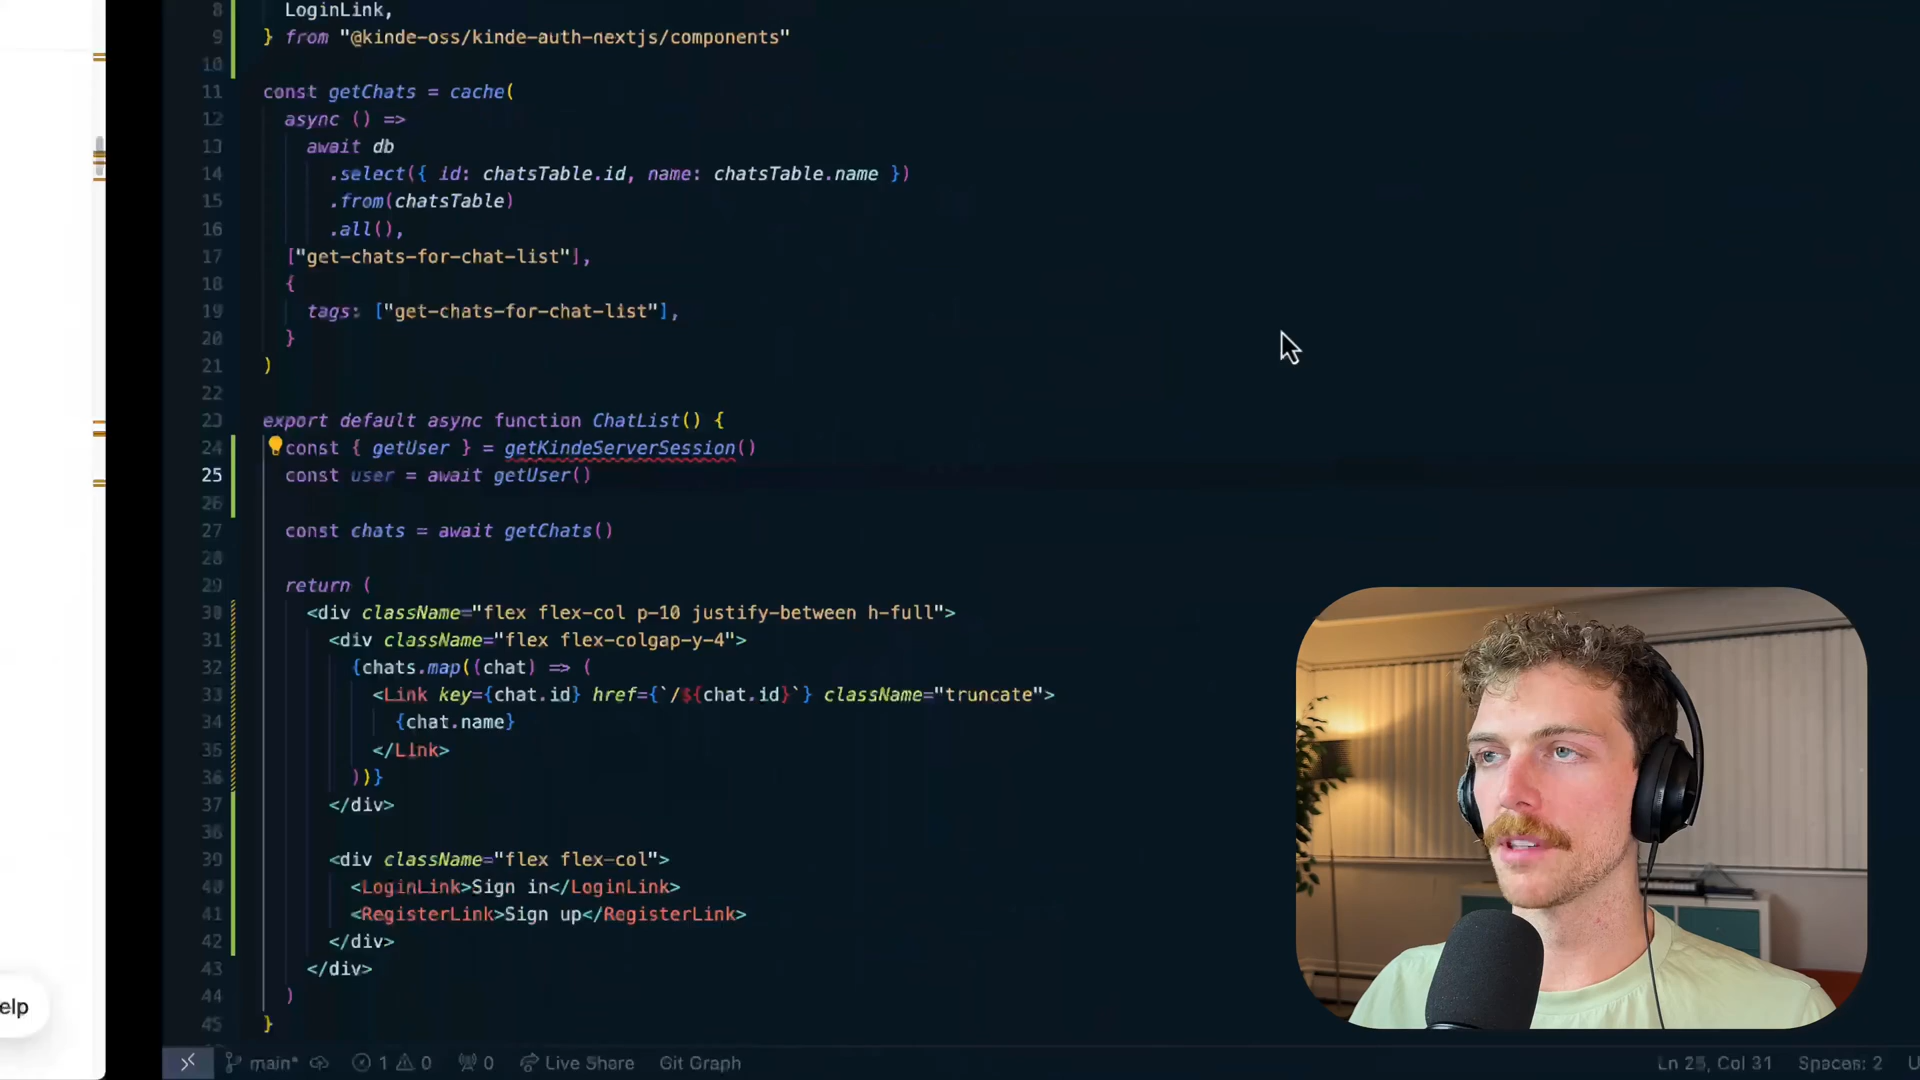 8 LoginLink,
9 } from "@kinde-oss/kinde-auth-nextjs/components"
10
11 const getChats = cache(
12 async () =>
13 await db
14 .select({ id: chatsTable.id, name: chatsTable.name })
15 .from(chatsTable)
16 .all(),
17 ["get-chats-for-chat-list"],
18 {
19 tags: ["get-chats-for-chat-list"],
20 }
21 )
22
23 export default async function ChatList() {
24 const { getUser } = getKindeServerSession()
25 const user = await getUser()
26
27 const chats = await getChats()
28
29 return (
30 <div className="flex flex-col p-10 justify-between h-full">
31 <div className="flex flex-colgap-y-4">
32 {chats.map((chat) => (
33 <Link key={chat.id} href={`/${chat.id}`} className="truncate">
34 {chat.name}
35 </Link>
36 ))}
37 </div>
38
39 <div className="flex flex-col">
40 <LoginLink>Sign in</LoginLink>
41 <RegisterLink>Sign up</RegisterLink>
42 </div>
43 </div>
44 )
45 }
elp
main* 1 0 0 Live Share Git Graph Ln 25, Col 31 Spaces: 2 U